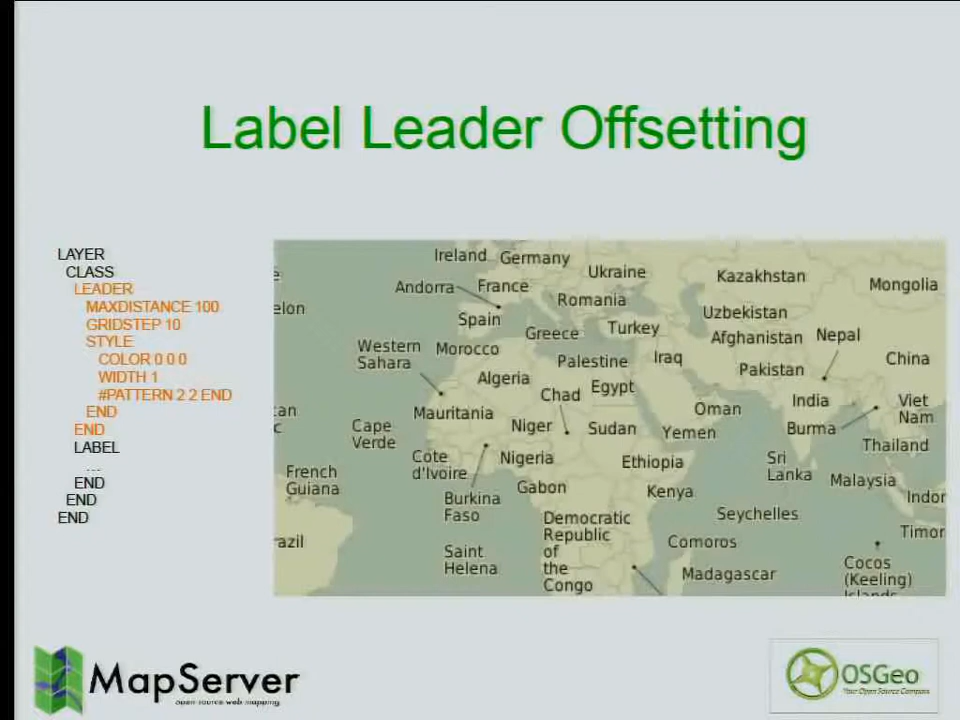 Label Leader Offsetting
LAYER
CLASS
LEADER
MAXDISTANCE 100
GRIDSTEP 10
STYLE
COLOR 0 0 0
WIDTH 1
#PATTERN 2 2 END
END
END
LABEL
...
END
END
END
Ireland
Germany
Ukraine
Kazakhstan
Mongolia
Andorra
France
Romania
elon
Spain
Greece
Turkey
Uzbekistan
Afghanistan
Nepal
Western
Sahara
Morocco
Palestine
Iraq
Pakistan
China
Algeria
Chad
Egypt
India
Viet
Nam
Mauritania
Oman
Cape
Verde
Niger
Sudan
Yemen
Burma
Thailand
Cote
d'Ivoire
Nigeria
Ethiopia
Sri
Lanka
Malaysia
French
Guiana
Burkina
Faso
Gabon
Kenya
Indor
Seychelles
Democratic
Republic
of
the
Congo
Timor
razil
Saint
Helena
Comoros
Madagascar
Cocos
(Keeling)
Islands
MapServer
open source web mapping
OSGeo
Your Open Source Compass